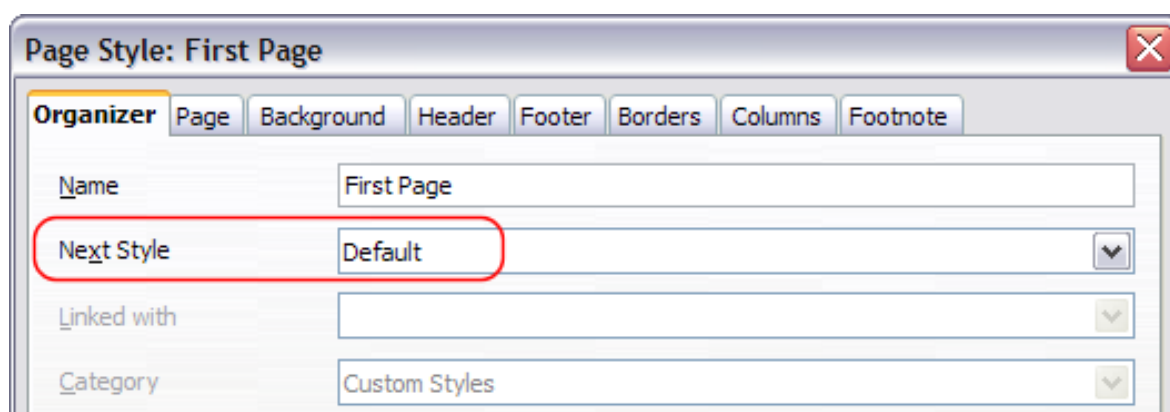 Page Style: First Page
Organizer Page Background Header Footer Borders Columns Footnote
Name First Page
Next Style Default
Linked with
Category Custom Styles